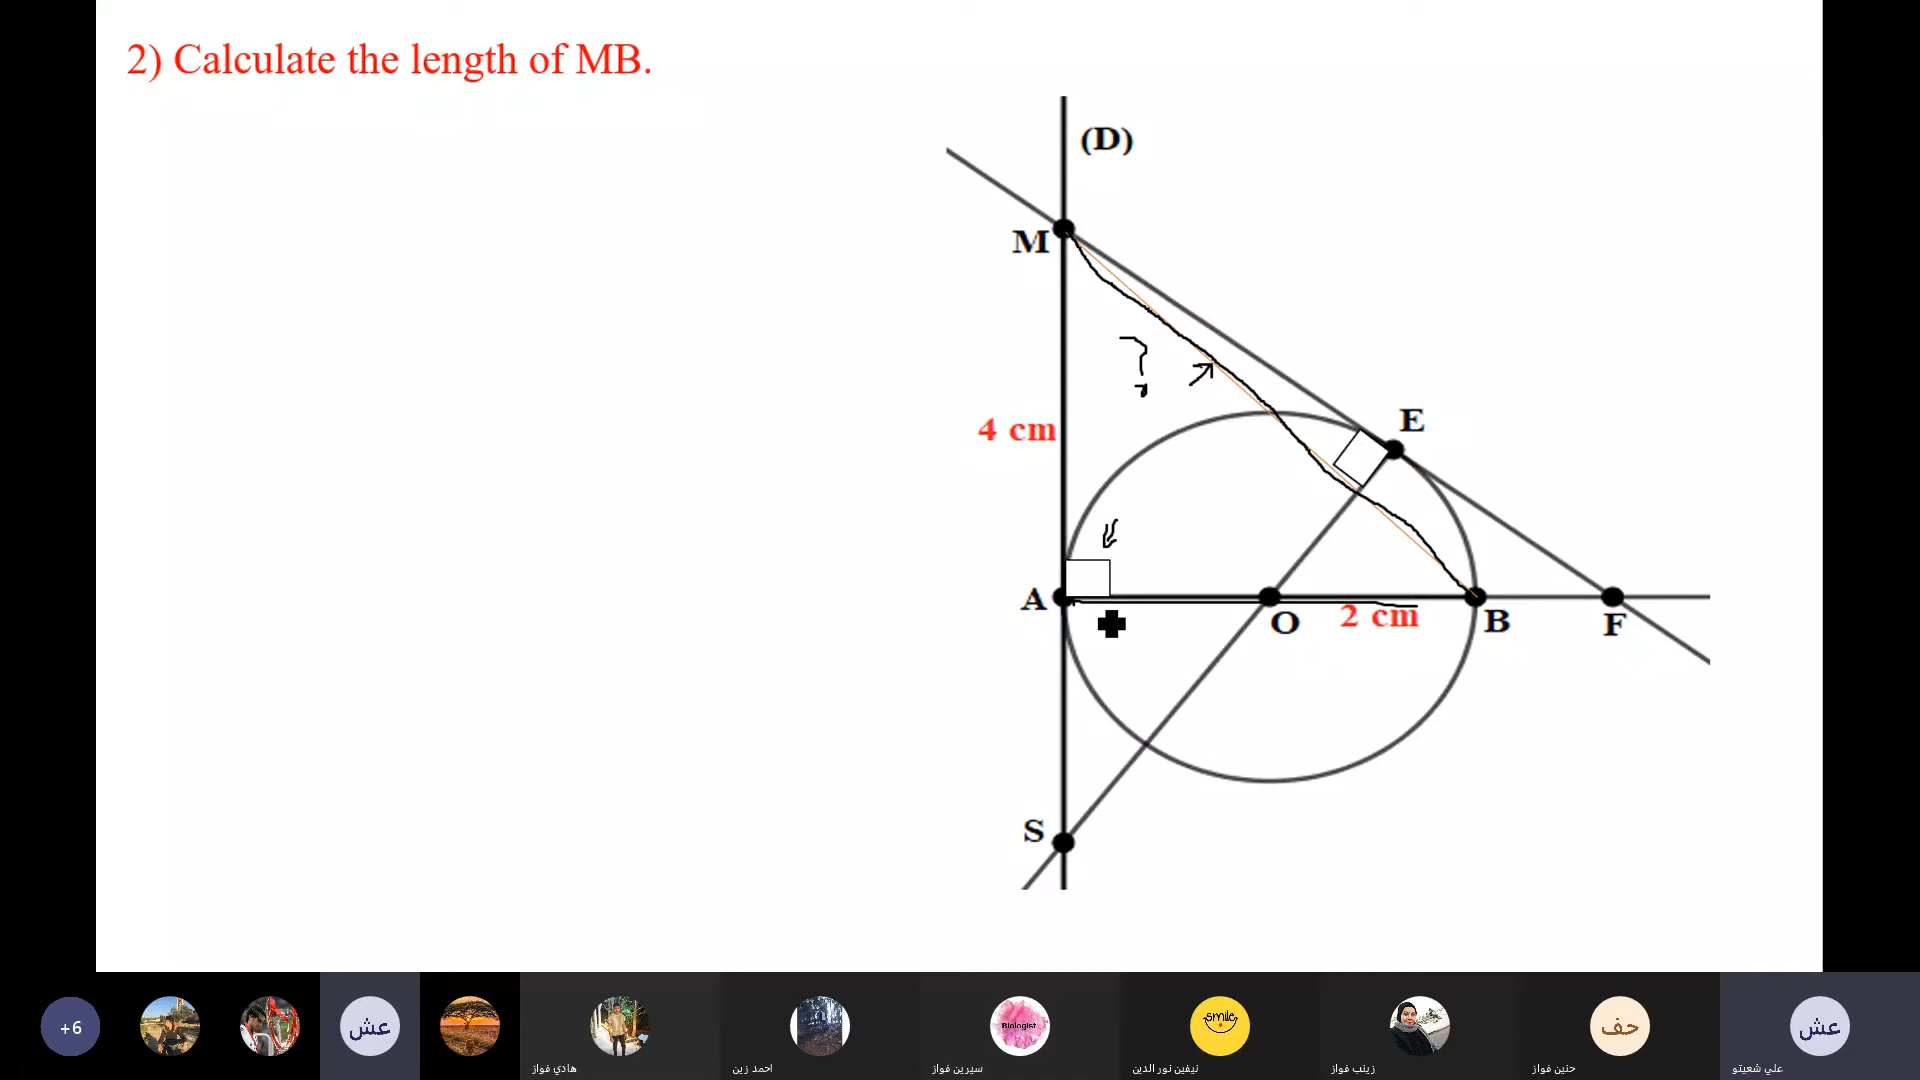 2) Calculate the length of MB.
(D)
M
?
E
4 cm
A
O
2 cm
B
F
S
+6
عش
Biologist
smile
حف
عش
هادي فواز
احمد زين
سيرين فواز
نيفين نور الدين
زينب فواز
حنين فواز
علي شعيتو